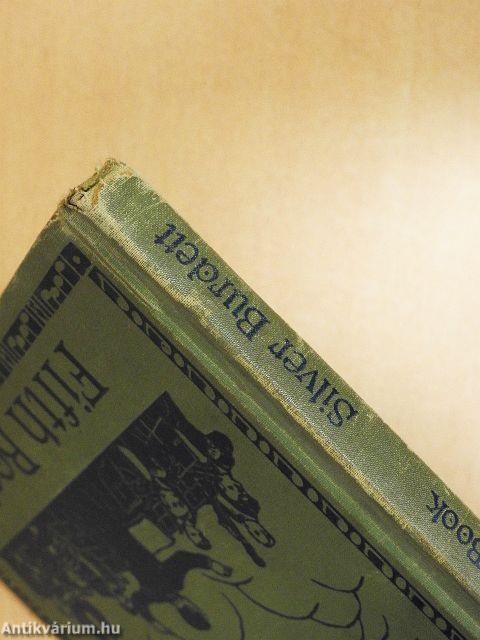 Silver Burdett
Book
Fifth
Antikvárium.hu